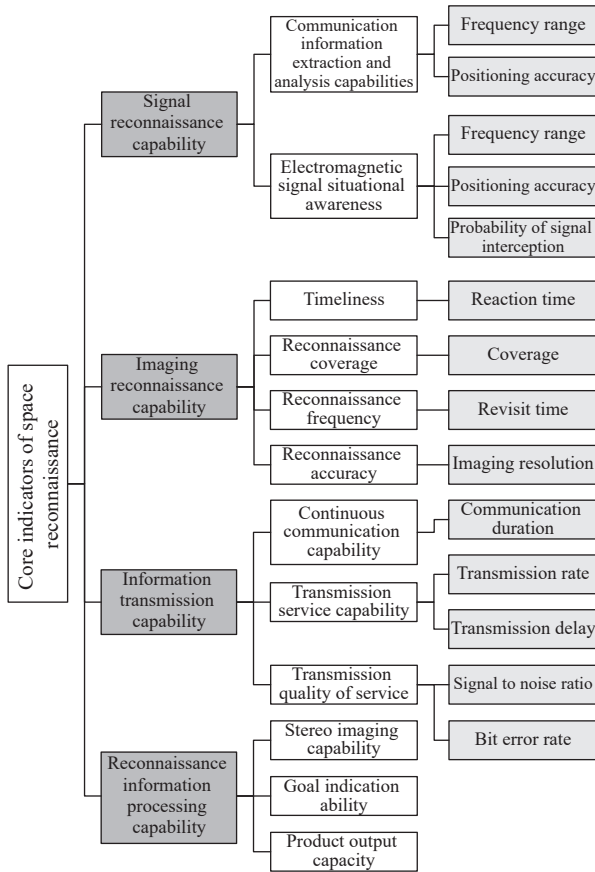 Core indicators of space
reconnaissance
Signal
reconnaissance
capability
Communication
information
extraction and
analysis capabilities
Frequency range
Positioning accuracy
Electromagnetic
signal situational
awareness
Frequency range
Positioning accuracy
Probability of signal
interception
Imaging
reconnaissance
capability
Timeliness
Reaction time
Reconnaissance
coverage
Coverage
Reconnaissance
frequency
Revisit time
Reconnaissance
accuracy
Imaging resolution
Information
transmission
capability
Continuous
communication
capability
Communication
duration
Transmission
service capability
Transmission rate
Transmission delay
Transmission
quality of service
Signal to noise ratio
Bit error rate
Reconnaissance
information
processing
capability
Stereo imaging
capability
Goal indication
ability
Product output
capacity